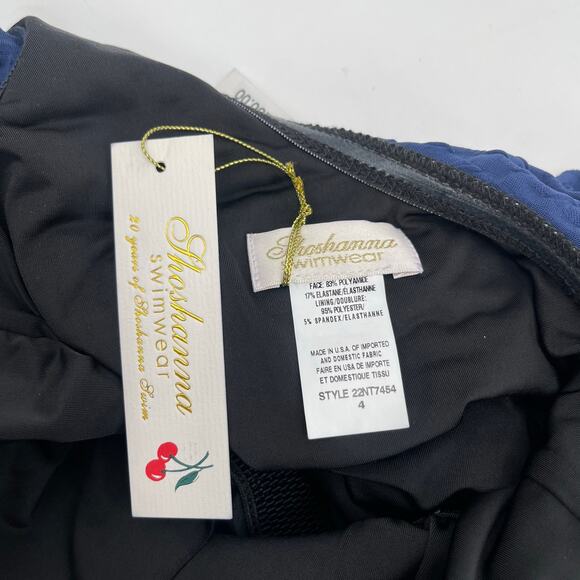 Shoshanna
swimwear
20 years of Shoshanna Swim
Shoshanna
swimwear
FACE: 83% POLYAMIDE
17% ELASTANE/ELASTHANNE
LINING/DOUBLURE:
95% POLYESTER/
5% SPANDEX/ELASTHANNE
MADE IN U.S.A. OF IMPORTED
AND DOMESTIC FABRIC
FAIRE EN USA DE IMPORTE
ET DOMESTIQUE TISSU
STYLE 22NT7454
4